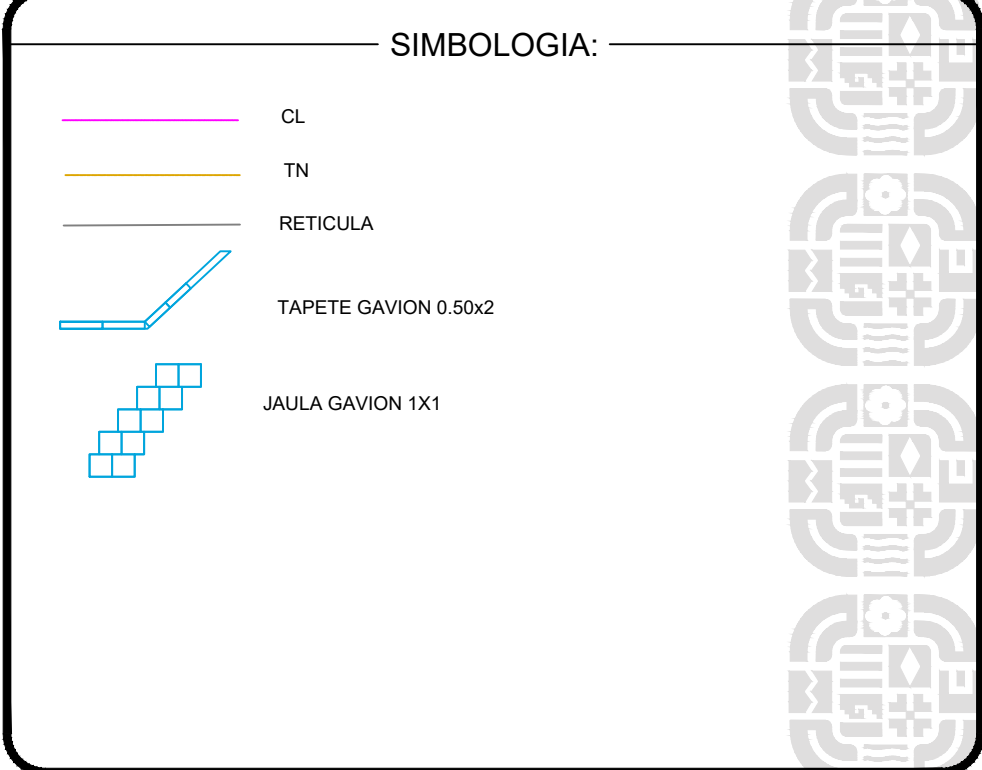 SIMBOLOGIA:
CL
TN
RETICULA
TAPETE GAVION 0.50x2
JAULA GAVION 1X1